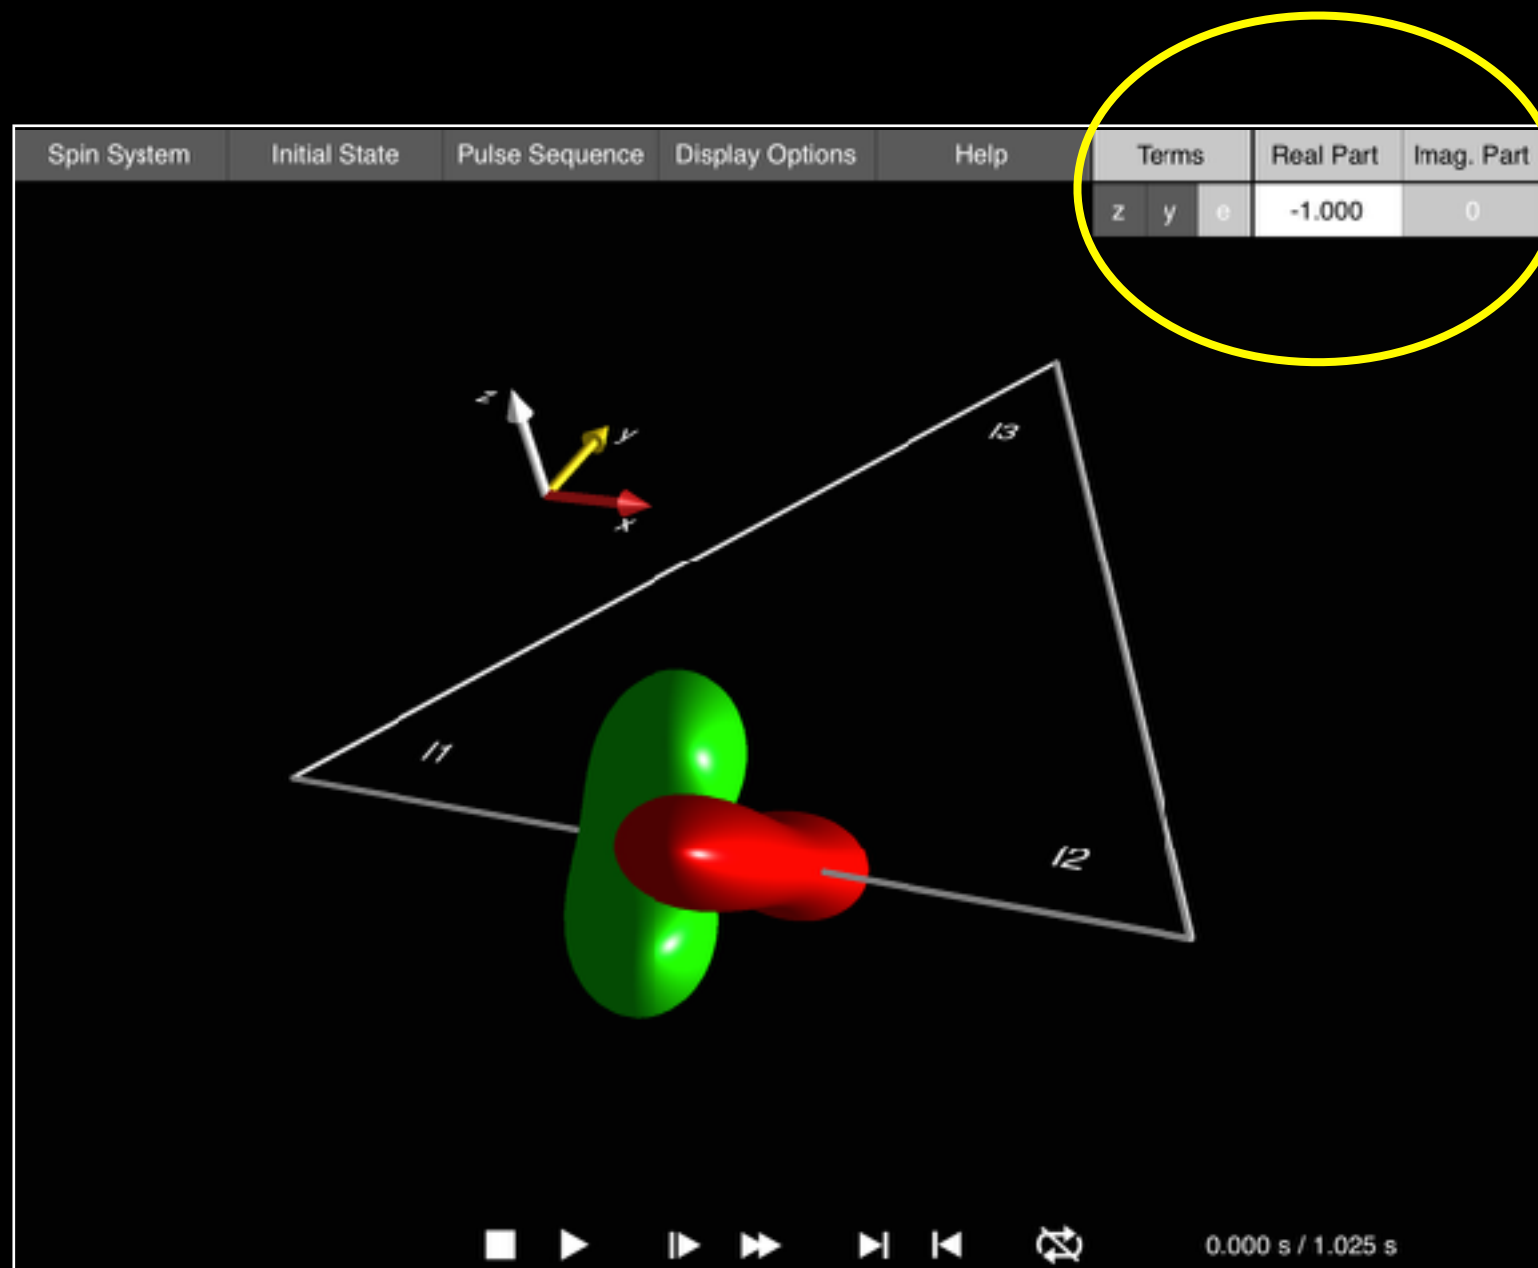 Spin System Initial State Pulse Sequence Display Options Help Terms Real Part Imag. Part
z y e -1.000 0
z
y
x
I3
I1
I2
0.000 s / 1.025 s